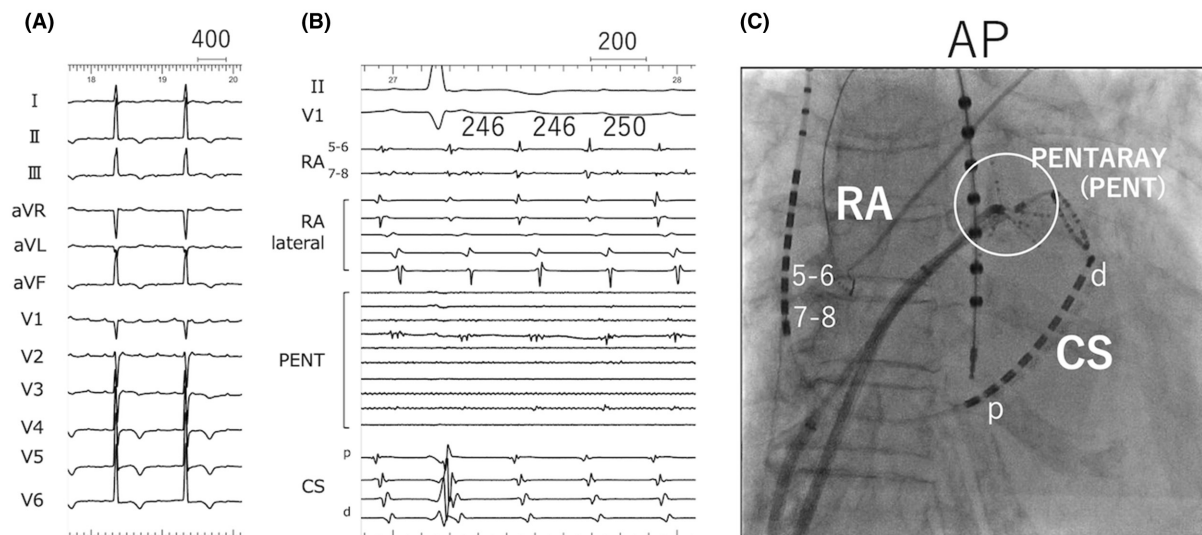 (A)
400
18
19
20
I
II
III
aVR
aVL
aVF
V1
V2
V3
V4
V5
V6
(B)
200
27
28
II
V1
246 246 250
5-6
RA
7-8
RA
lateral
PENT
p
CS
d
(C)
AP
PENTARAY
(PENT)
RA
5-6
7-8
d
CS
p